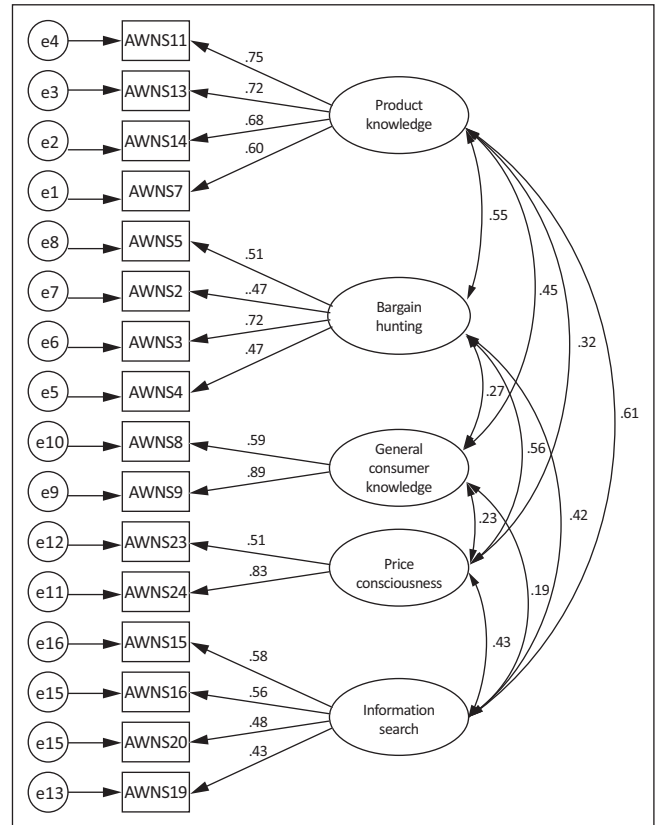 e4
AWNS11
.75
e3
AWNS13
.72
Product
knowledge
e2
AWNS14
.68
e1
AWNS7
.60
e8
AWNS5
.51
.55
e7
AWNS2
..47
Bargain
hunting
.45
e6
AWNS3
.72
.32
e5
AWNS4
.47
.27
.61
e10
AWNS8
.59
General
consumer
knowledge
.56
e9
AWNS9
.89
.23
.42
e12
AWNS23
.51
Price
consciousness
e11
AWNS24
.83
.19
e16
AWNS15
.58
.43
e15
AWNS16
.56
Information
search
e15
AWNS20
.48
e13
AWNS19
.43